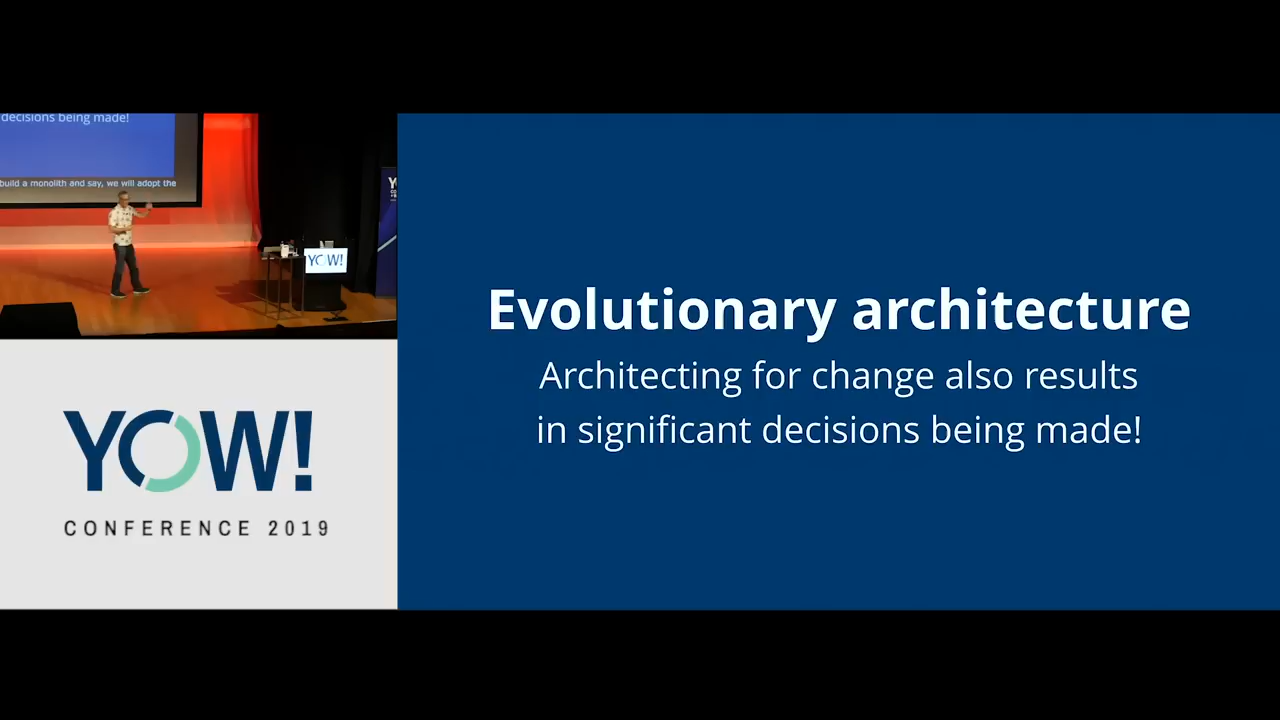 decisions being made!
build a monolith and say, we will adopt the
YOW!
Evolutionary architecture
Architecting for change also results
in significant decisions being made!
YOW!
CONFERENCE 2019